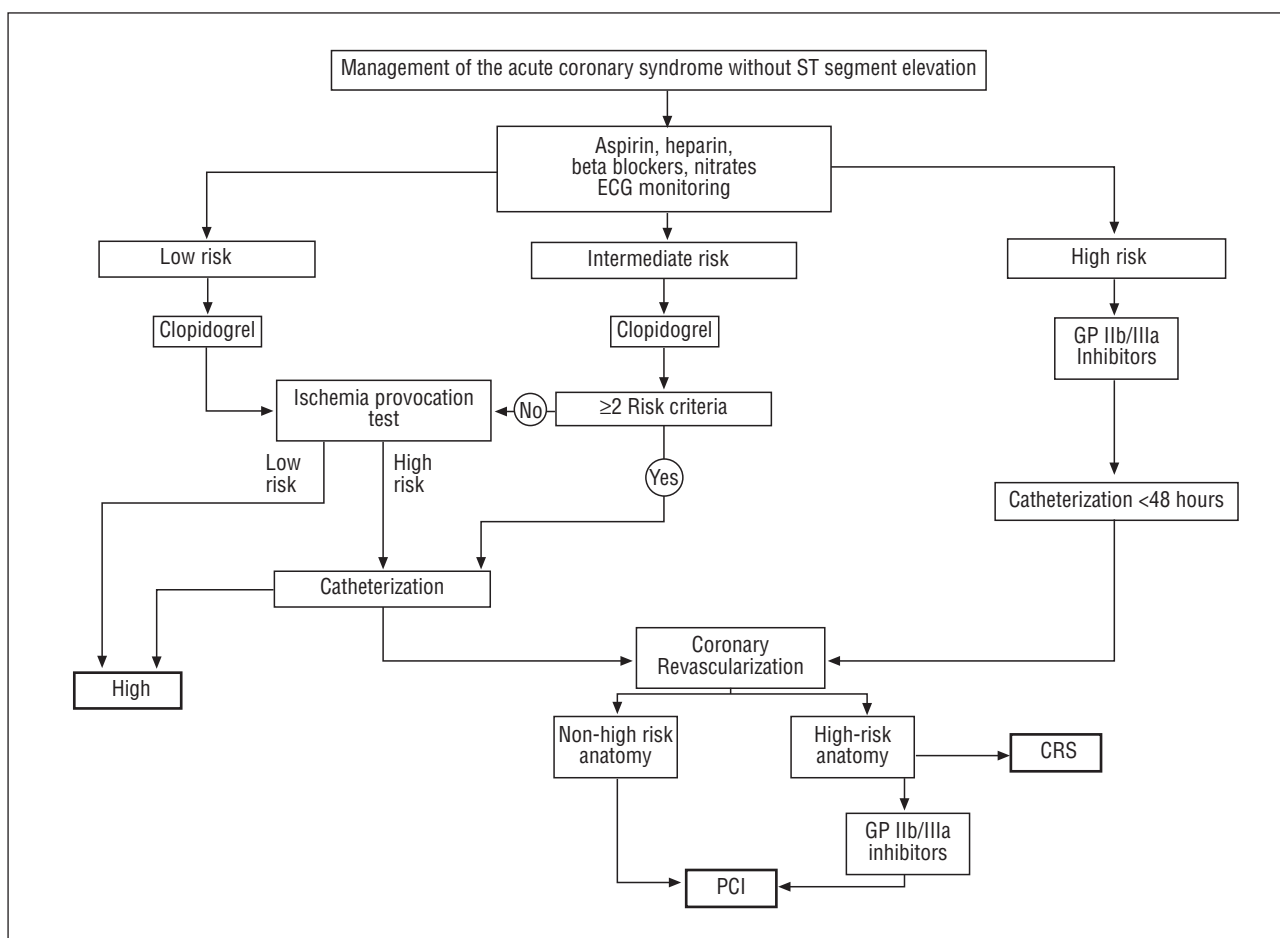 Management of the acute coronary syndrome without ST segment elevation
Aspirin, heparin,
beta blockers, nitrates
ECG monitoring
Low risk
Intermediate risk
High risk
Clopidogrel
Clopidogrel
GP IIb/IIIa
Inhibitors
Ischemia provocation
test
No
≥2 Risk criteria
Low
risk
High
risk
Yes
Catheterization <48 hours
Catheterization
Coronary
Revascularization
High
Non-high risk
anatomy
High-risk
anatomy
CRS
GP IIb/IIIa
inhibitors
PCI